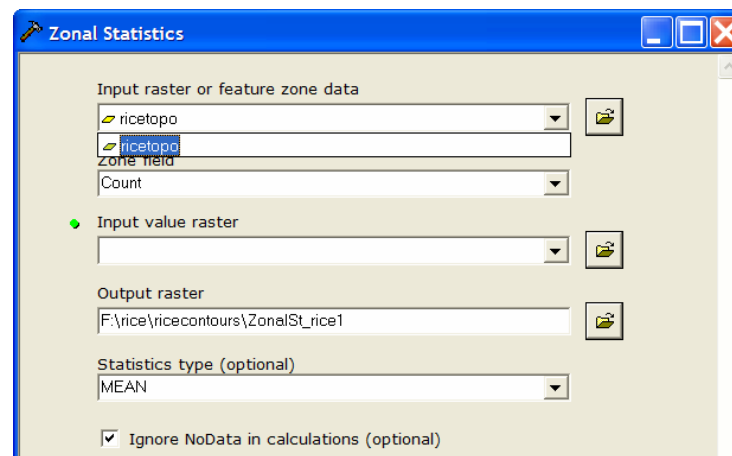 Zonal Statistics
Input raster or feature zone data
ricetopo
ricetopo
Zone field
Count
Input value raster
Output raster
F:\rice\ricecontours\ZonalSt_rice1
Statistics type (optional)
MEAN
Ignore NoData in calculations (optional)